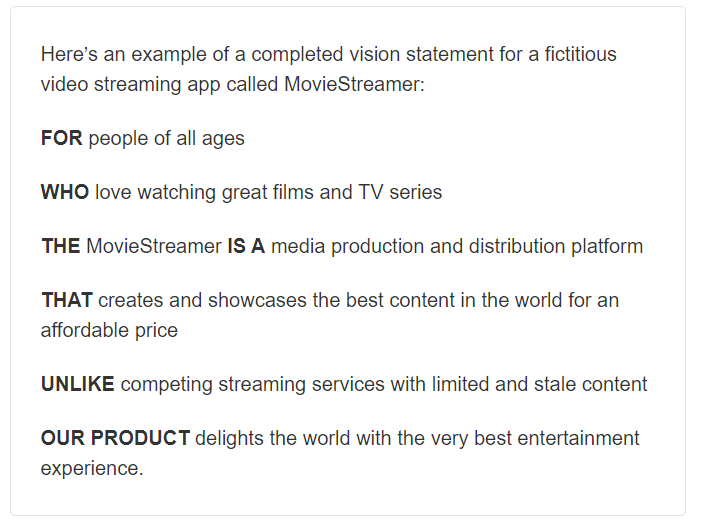 Here’s an example of a completed vision statement for a fictitious
video streaming app called MovieStreamer:
FOR people of all ages
WHO love watching great films and TV series
THE MovieStreamer IS A media production and distribution platform
THAT creates and showcases the best content in the world for an
affordable price
UNLIKE competing streaming services with limited and stale content
OUR PRODUCT delights the world with the very best entertainment
experience.